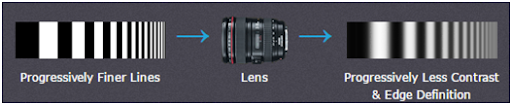 Progressively Finer Lines
Lens
Progressively Less Contrast
& Edge Definition